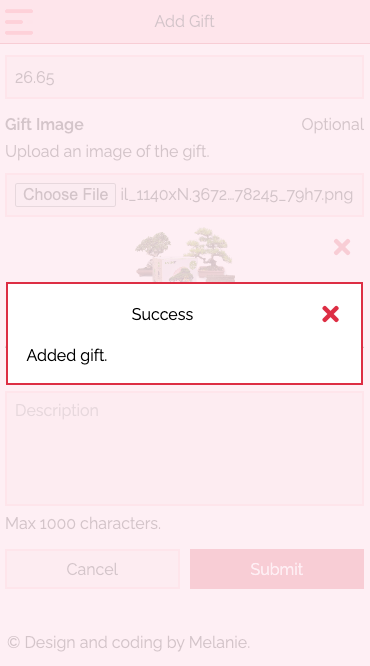 Add Gift
26.65
Gift Image Optional
Upload an image of the gift.
Choose File il_1140xN.3672...78245_79h7.png
Success
Added gift.
Description
Max 1000 characters.
Cancel Submit
© Design and coding by Melanie.